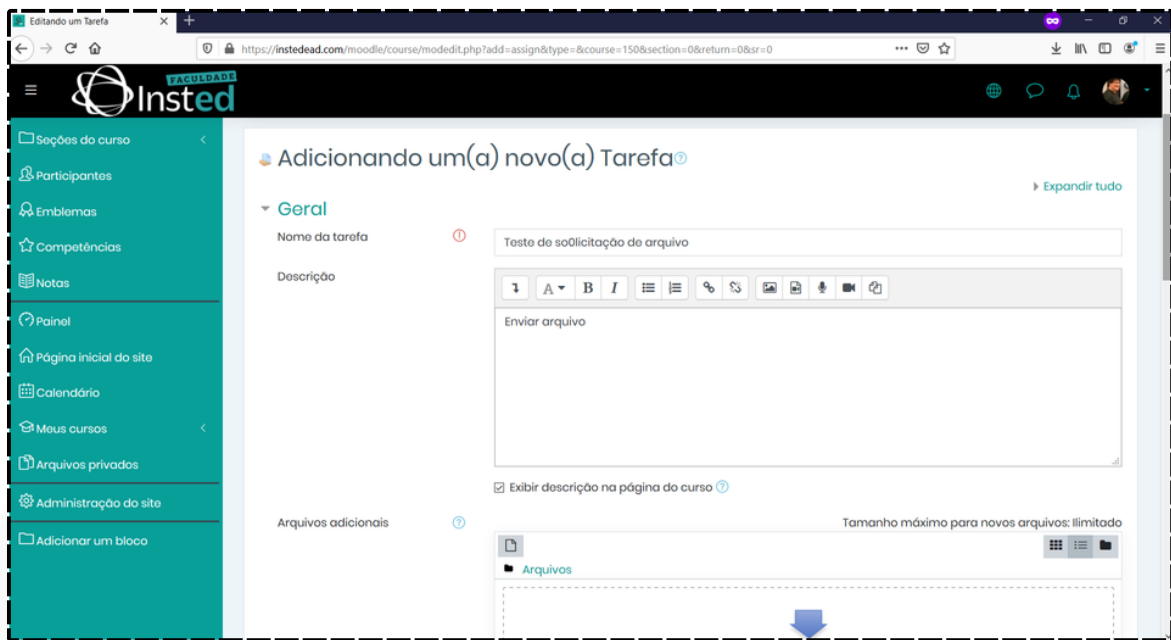 Editando um Tarefa
https://instedead.com/moodle/course/modedit.php?add=assign&type=&course=150&section=0&return=0&sr=0
FACULDADE
Insted
Seções do curso
Participantes
Emblemas
Competências
Notas
Painel
Página inicial do site
Calendário
Meus cursos
Arquivos privados
Administração do site
Adicionar um bloco
Adicionando um(a) novo(a) Tarefa
Expandir tudo
Geral
Nome da tarefa
Teste de so0licitação de arquivo
Descrição
A B I
Enviar arquivo
Exibir descrição na página do curso
Arquivos adicionais
Tamanho máximo para novos arquivos: Ilimitado
Arquivos